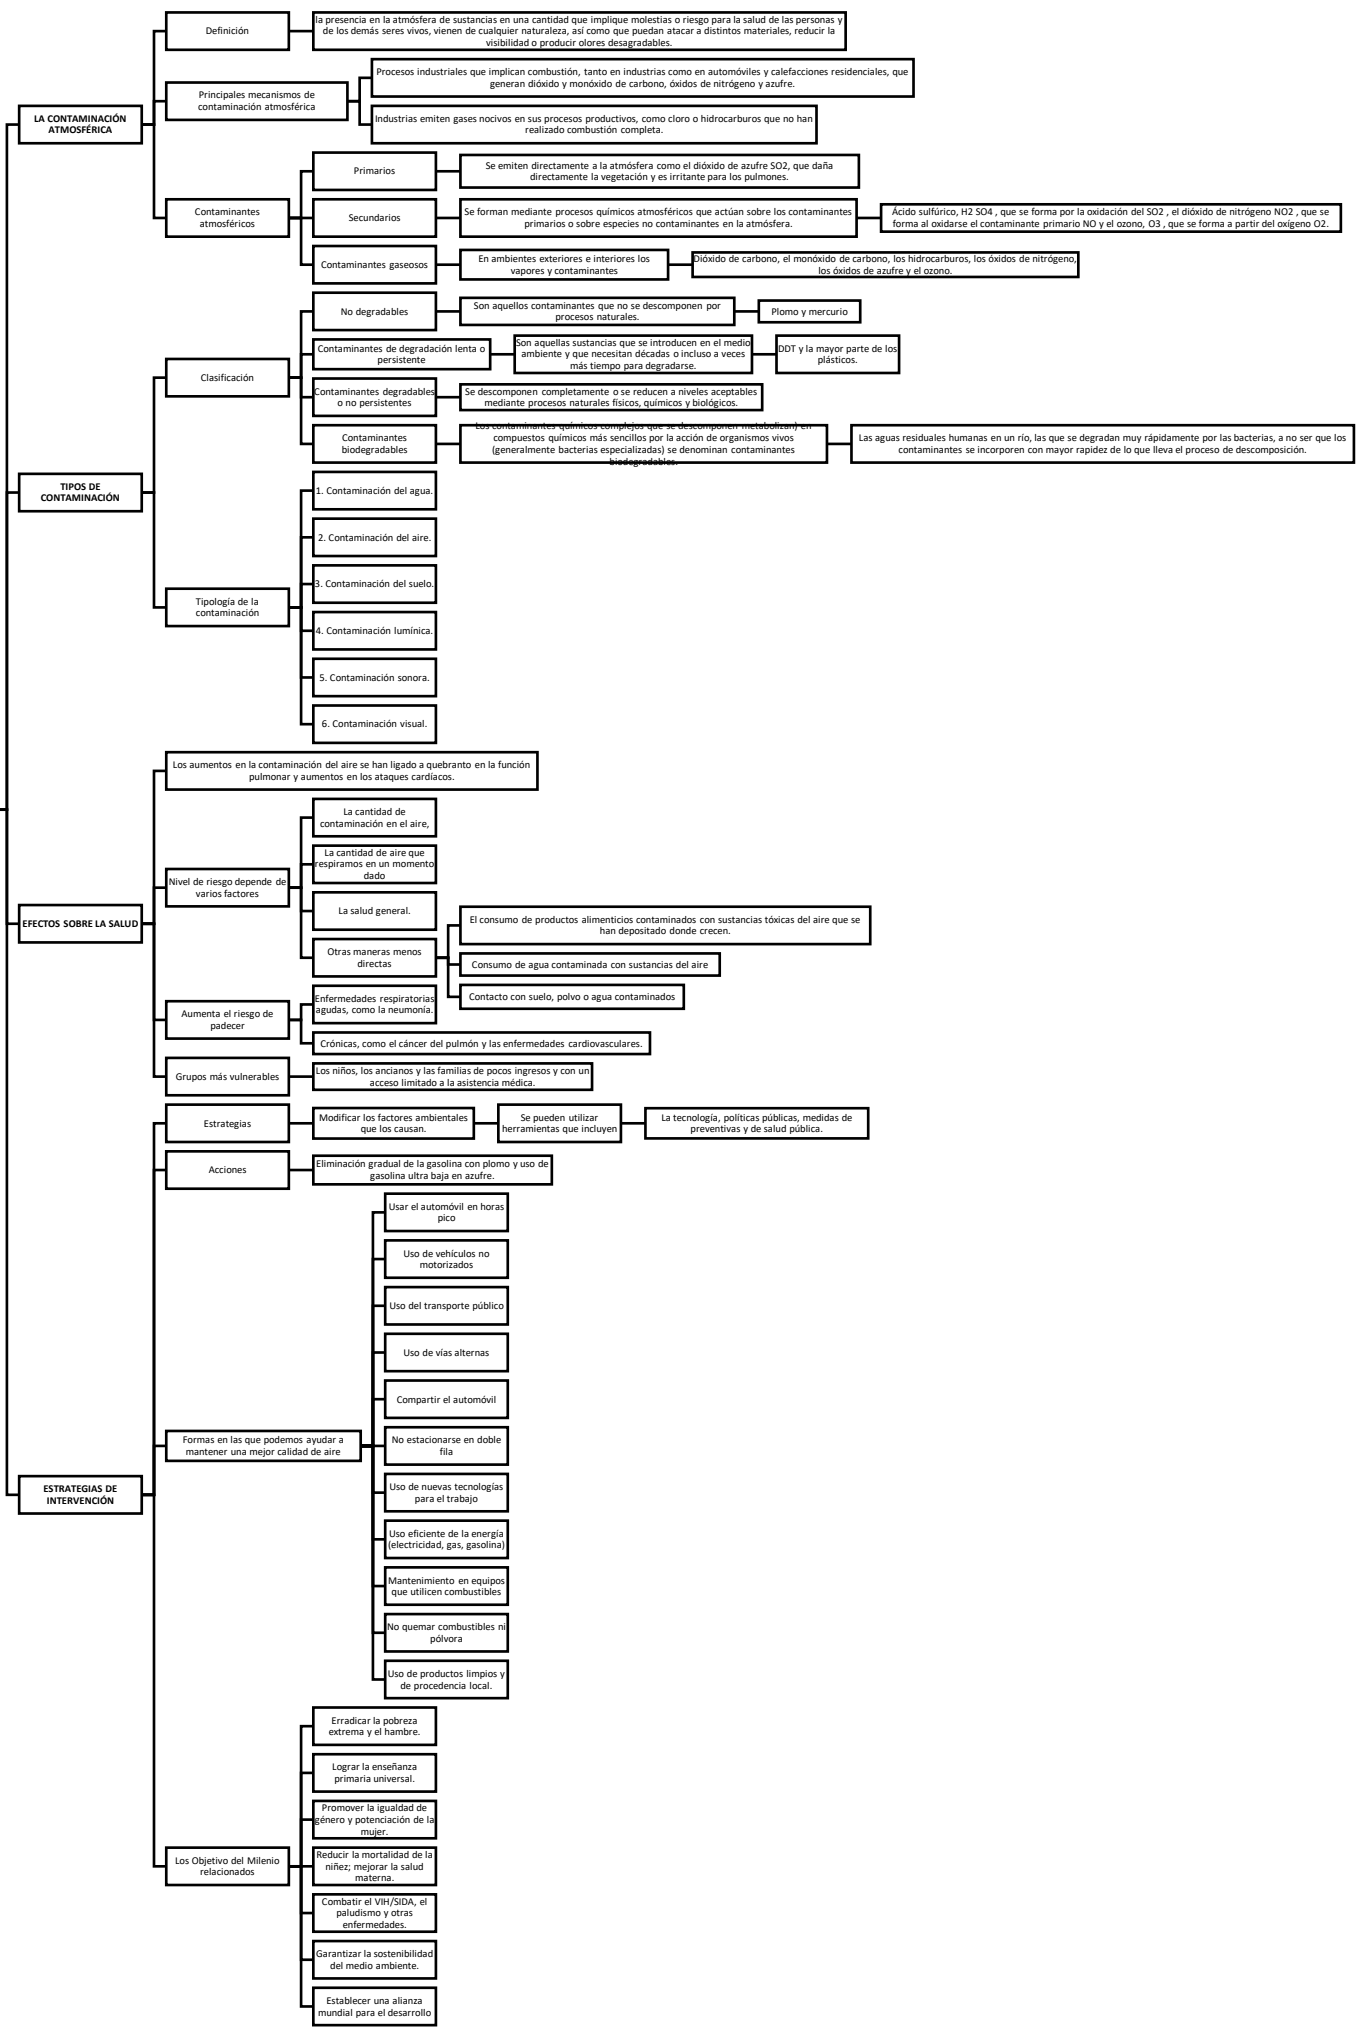 LA CONTAMINACIÓN
ATMOSFÉRICA
Definición
la presencia en la atmósfera de sustancias en una cantidad que implique molestias o riesgo para la salud de las personas y
de los demás seres vivos, vienen de cualquier naturaleza, así como que puedan atacar a distintos materiales, reducir la
visibilidad o producir olores desagradables.
Principales mecanismos de
contaminación atmosférica
Procesos industriales que implican combustión, tanto en industrias como en automóviles y calefacciones residenciales, que
generan dióxido y monóxido de carbono, óxidos de nitrógeno y azufre.
Industrias emiten gases nocivos en sus procesos productivos, como cloro o hidrocarburos que no han
realizado combustión completa.
Contaminantes
atmosféricos
Primarios
Se emiten directamente a la atmósfera como el dióxido de azufre SO2, que daña
directamente la vegetación y es irritante para los pulmones.
Secundarios
Se forman mediante procesos químicos atmosféricos que actúan sobre los contaminantes
primarios o sobre especies no contaminantes en la atmósfera.
Ácido sulfúrico, H2 SO4 , que se forma por la oxidación del SO2 , el dióxido de nitrógeno NO2 , que se
forma al oxidarse el contaminante primario NO y el ozono, O3 , que se forma a partir del oxígeno O2.
Contaminantes gaseosos
En ambientes exteriores e interiores los
vapores y contaminantes
Dióxido de carbono, el monóxido de carbono, los hidrocarburos, los óxidos de nitrógeno,
los óxidos de azufre y el ozono.
TIPOS DE
CONTAMINACIÓN
Clasificación
No degradables
Son aquellos contaminantes que no se descomponen por
procesos naturales.
Plomo y mercurio
Contaminantes de degradación lenta o
persistente
Son aquellas sustancias que se introducen en el medio
ambiente y que necesitan décadas o incluso a veces
más tiempo para degradarse.
DDT y la mayor parte de los
plásticos.
Contaminantes degradables
o no persistentes
Se descomponen completamente o se reducen a niveles aceptables
mediante procesos naturales físicos, químicos y biológicos.
Contaminantes
biodegradables
Los contaminantes químicos complejos que se descomponen metabolizan) en
compuestos químicos más sencillos por la acción de organismos vivos
(generalmente bacterias especializadas) se denominan contaminantes
biodegradables.
Las aguas residuales humanas en un río, las que se degradan muy rápidamente por las bacterias, a no ser que los
contaminantes se incorporen con mayor rapidez de lo que lleva el proceso de descomposición.
Tipología de la
contaminación
1. Contaminación del agua.
2. Contaminación del aire.
3. Contaminación del suelo.
4. Contaminación lumínica.
5. Contaminación sonora.
6. Contaminación visual.
EFECTOS SOBRE LA SALUD
Los aumentos en la contaminación del aire se han ligado a quebranto en la función
pulmonar y aumentos en los ataques cardíacos.
Nivel de riesgo depende de
varios factores
La cantidad de
contaminación en el aire,
La cantidad de aire que
respiramos en un momento
dado
La salud general.
Otras maneras menos
directas
El consumo de productos alimenticios contaminados con sustancias tóxicas del aire que se
han depositado donde crecen.
Consumo de agua contaminada con sustancias del aire
Contacto con suelo, polvo o agua contaminados
Aumenta el riesgo de
padecer
Enfermedades respiratorias
agudas, como la neumonía.
Crónicas, como el cáncer del pulmón y las enfermedades cardiovasculares.
Grupos más vulnerables
Los niños, los ancianos y las familias de pocos ingresos y con un
acceso limitado a la asistencia médica.
ESTRATEGIAS DE
INTERVENCIÓN
Estrategias
Modificar los factores ambientales
que los causan.
Se pueden utilizar
herramientas que incluyen
La tecnología, políticas públicas, medidas de
preventivas y de salud pública.
Acciones
Eliminación gradual de la gasolina con plomo y uso de
gasolina ultra baja en azufre.
Formas en las que podemos ayudar a
mantener una mejor calidad de aire
Usar el automóvil en horas
pico
Uso de vehículos no
motorizados
Uso del transporte público
Uso de vías alternas
Compartir el automóvil
No estacionarse en doble
fila
Uso de nuevas tecnologías
para el trabajo
Uso eficiente de la energía
(electricidad, gas, gasolina)
Mantenimiento en equipos
que utilicen combustibles
No quemar combustibles ni
pólvora
Uso de productos limpios y
de procedencia local.
Los Objetivo del Milenio
relacionados
Erradicar la pobreza
extrema y el hambre.
Lograr la enseñanza
primaria universal.
Promover la igualdad de
género y potenciación de la
mujer.
Reducir la mortalidad de la
niñez; mejorar la salud
materna.
Combatir el VIH/SIDA, el
paludismo y otras
enfermedades.
Garantizar la sostenibilidad
del medio ambiente.
Establecer una alianza
mundial para el desarrollo